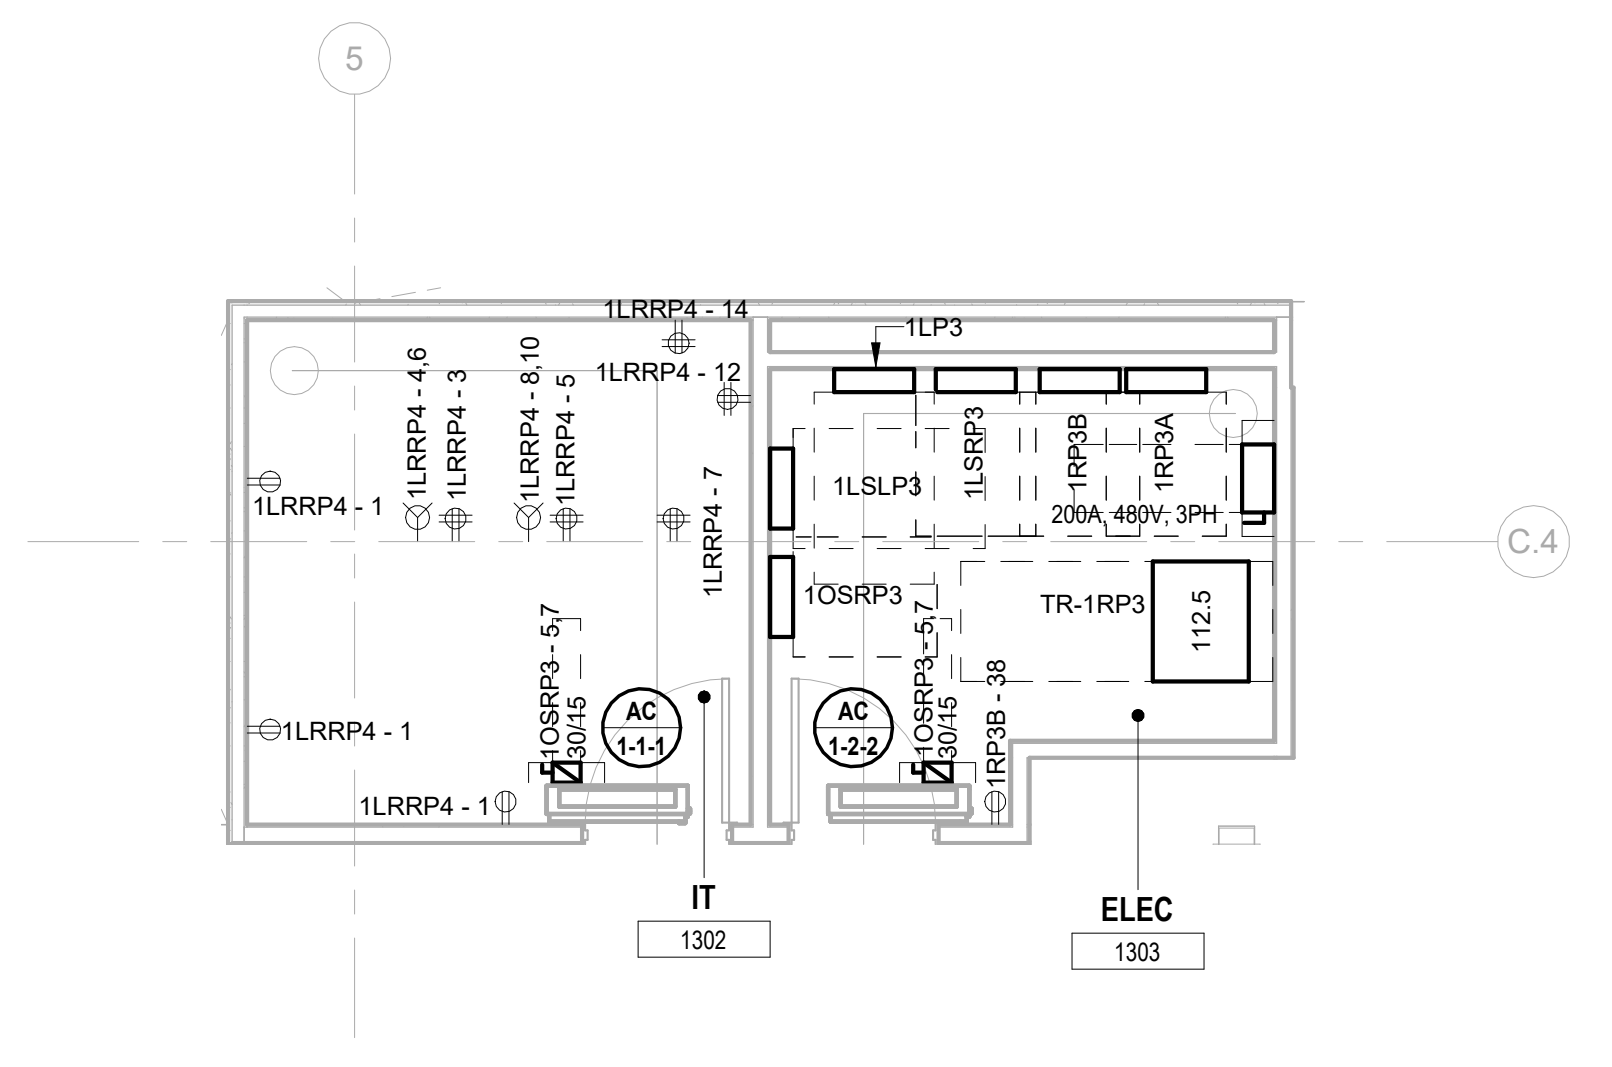 5
1LRRP4 - 14
1LP3
1LRRP4 - 12
1LRRP4 - 4,6
1LRRP4 - 3
1LRRP4 - 8,10
1LRRP4 - 5
1LRRP4 - 7
1LSRP3
1RP3B
1RP3A
1LSLP3
1LRRP4 - 1
200A, 480V, 3PH
C.4
1OSRP3
TR-1RP3
112.5
1OSRP3 - 5,7
30/15
AC
1-1-1
AC
1-2-2
1OSRP3 - 5,7
30/15
1RP3B - 38
1LRRP4 - 1
1LRRP4 - 1
IT
1302
ELEC
1303